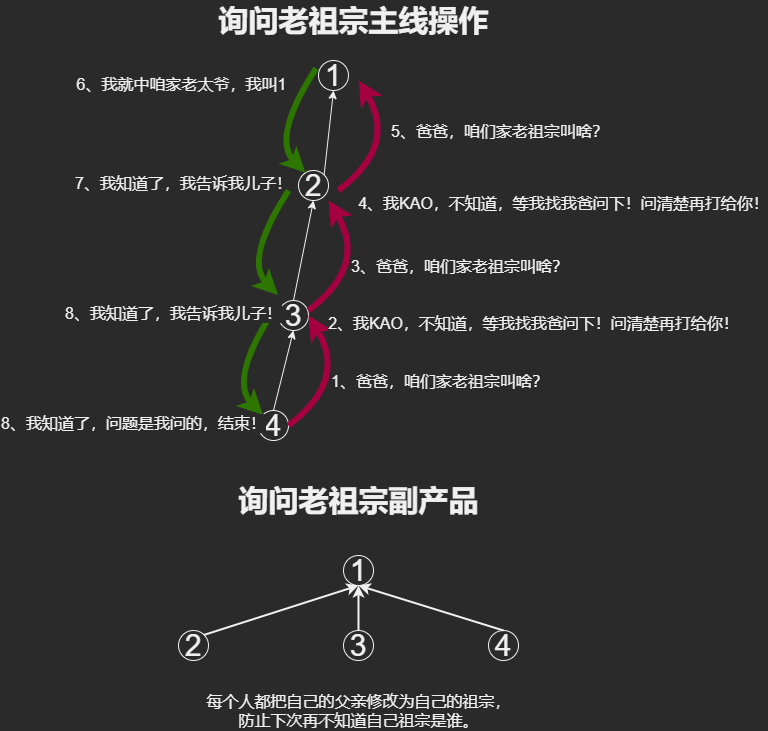 询问老祖宗主线操作
1
6、我就中咱家老太爷，我叫1
5、爸爸，咱们家老祖宗叫啥？
7、我知道了，我告诉我儿子！
2
4、我KAO，不知道，等我找我爸问下！问清楚再打给你！
3、爸爸，咱们家老祖宗叫啥？
8、我知道了，我告诉我儿子！
3
2、我KAO，不知道，等我找我爸问下！问清楚再打给你！
1、爸爸，咱们家老祖宗叫啥？
8、我知道了，问题是我问的，结束！
4
询问老祖宗副产品
1
2
3
4
每个人都把自己的父亲修改为自己的祖宗，
防止下次再不知道自己祖宗是谁。